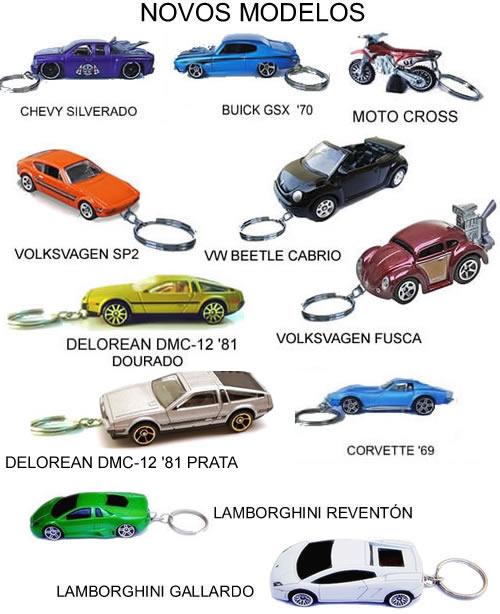 NOVOS MODELOS
CHEVY SILVERADO
BUICK GSX '70
MOTO CROSS
VOLKSVAGEN SP2
VW BEETLE CABRIO
VOLKSVAGEN FUSCA
DELOREAN DMC-12 '81
DOURADO
CORVETTE '69
DELOREAN DMC-12 '81 PRATA
LAMBORGHINI REVENTÓN
LAMBORGHINI GALLARDO